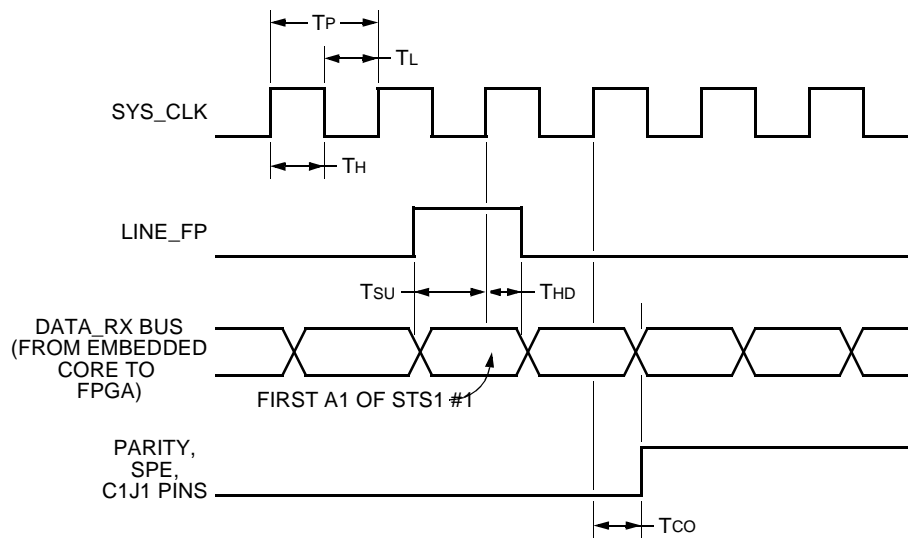 TP
TL
SYS_CLK
TH
LINE_FP
TSU
THD
DATA_RX BUS
(FROM EMBEDDED
CORE TO
FPGA)
FIRST A1 OF STS1 #1
PARITY,
SPE,
C1J1 PINS
TCO